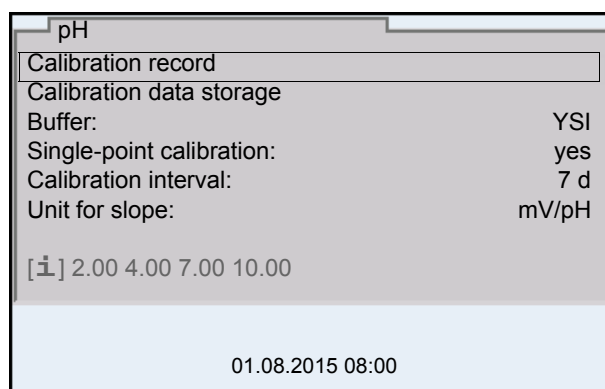 pH
Calibration record
Calibration data storage
Buffer: YSI
Single-point calibration: yes
Calibration interval: 7 d
Unit for slope: mV/pH
[i] 2.00 4.00 7.00 10.00
01.08.2015 08:00